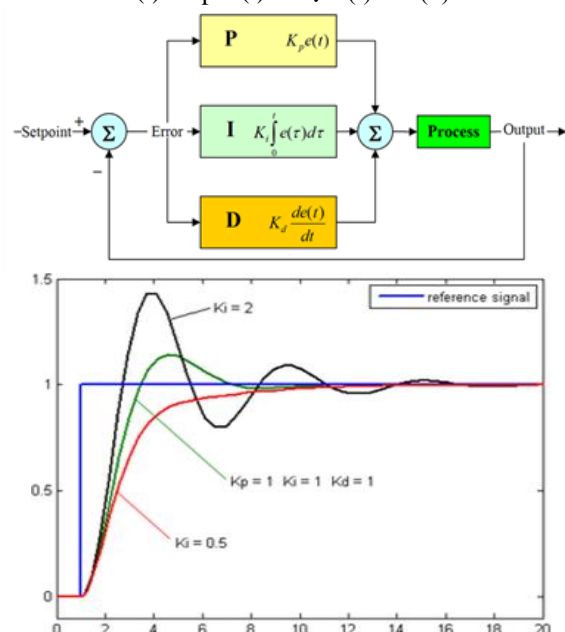 P K_p e(t)
−Setpoint + Σ Error I K_i ∫_0^t e(τ)dτ Σ Process Output
−
D K_d de(t)/dt
1.5
reference signal
Ki = 2
1
Kp = 1 Ki = 1 Kd = 1
0.5
Ki = 0.5
0
0 2 4 6 8 10 12 14 16 18 20